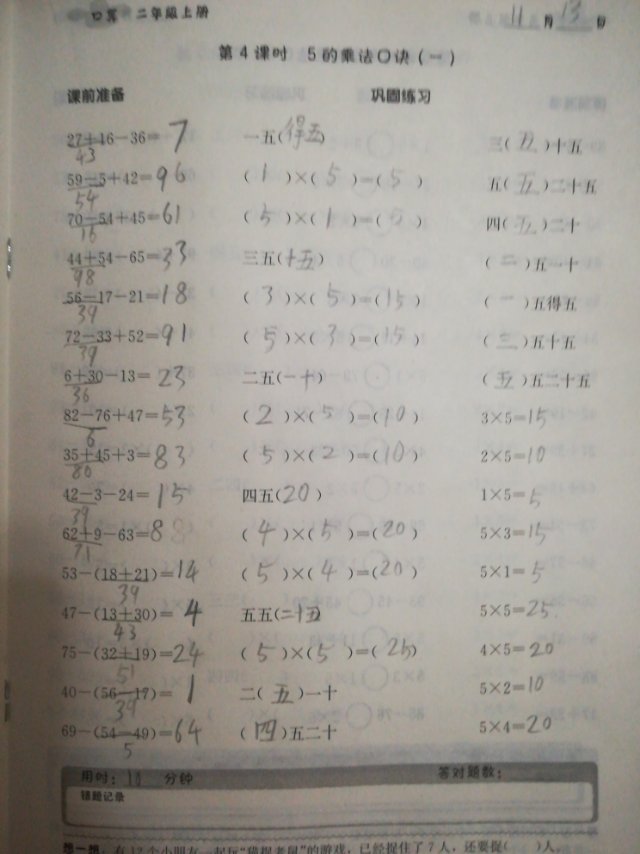 口算 二年级上册 11月13日
第4课时 5的乘法口诀(一)
课前准备 巩固练习
27+16-36=7 一五(得五) 三(五)十五
43
59-5+42=96 (1)×(5)=(5) 五(五)二十五
54
70-54+45=61 (5)×(1)=(5) 四(五)二十
16
44+54-65=33 三五(十五) (二)五一十
98
56-17-21=18 (3)×(5)=(15) (一)五得五
39
72-33+52=91 (5)×(3)=(15) (三)五十五
39
6+30-13=23 二五(一十) (五)五二十五
36
82-76+47=53 (2)×(5)=(10) 3×5=15
6
35+45+3=83 (5)×(2)=(10) 2×5=10
80
42-3-24=15 四五(20) 1×5=5
39
62+9-63=8 (4)×(5)=(20) 5×3=15
71
53-(18+21)=14 (5)×(4)=(20) 5×1=5
39
47-(13+30)=4 五五(二十五) 5×5=25
43
75-(32+19)=24 (5)×(5)=(25) 4×5=20
51
40-(56-17)=1 二(五)一十 5×2=10
39
69-(54-49)=64 (四)五二十 5×4=20
5
用时:10 分钟 答对题数:
错题记录
想一想:有12个小朋友一起玩“猫捉老鼠”的游戏,已经捉住了7人,还要捉( )人。